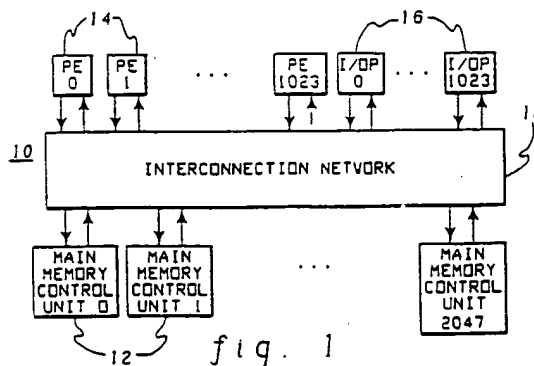 14
16
PE 0
PE 1
...
PE 1023
I/OP 0
...
I/OP 1023
10
INTERCONNECTION NETWORK
MAIN MEMORY CONTROL UNIT 0
MAIN MEMORY CONTROL UNIT 1
...
MAIN MEMORY CONTROL UNIT 2047
12
fig. 1